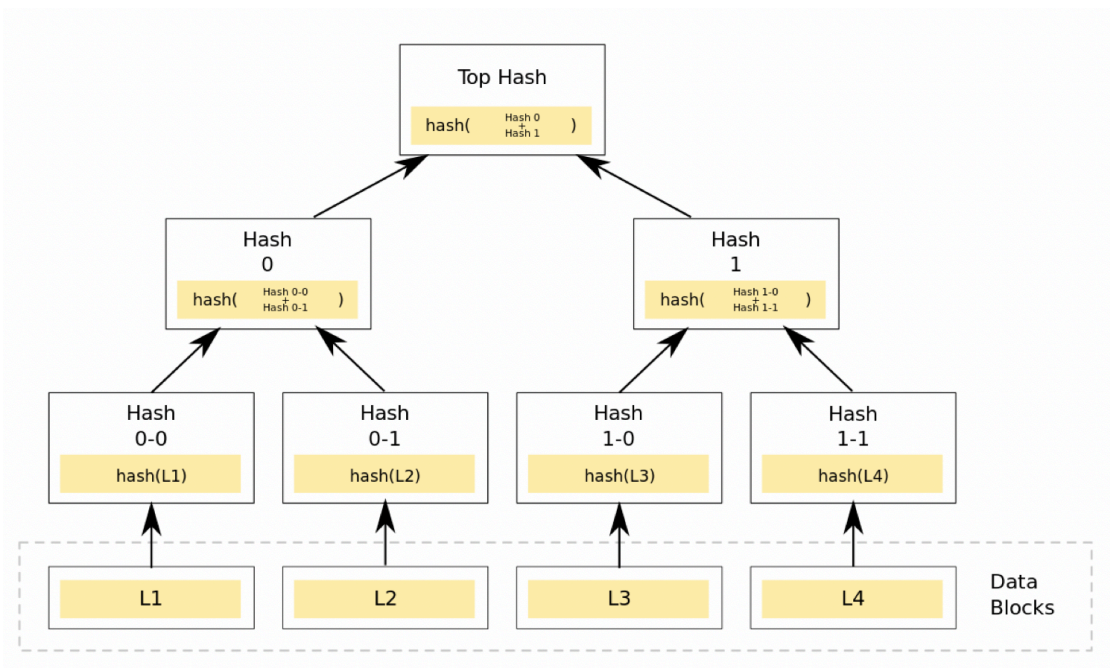 Top Hash
hash( Hash 0 + Hash 1 )
Hash
0
hash( Hash 0-0 + Hash 0-1 )
Hash
1
hash( Hash 1-0 + Hash 1-1 )
Hash
0-0
hash(L1)
Hash
0-1
hash(L2)
Hash
1-0
hash(L3)
Hash
1-1
hash(L4)
L1
L2
L3
L4
Data
Blocks